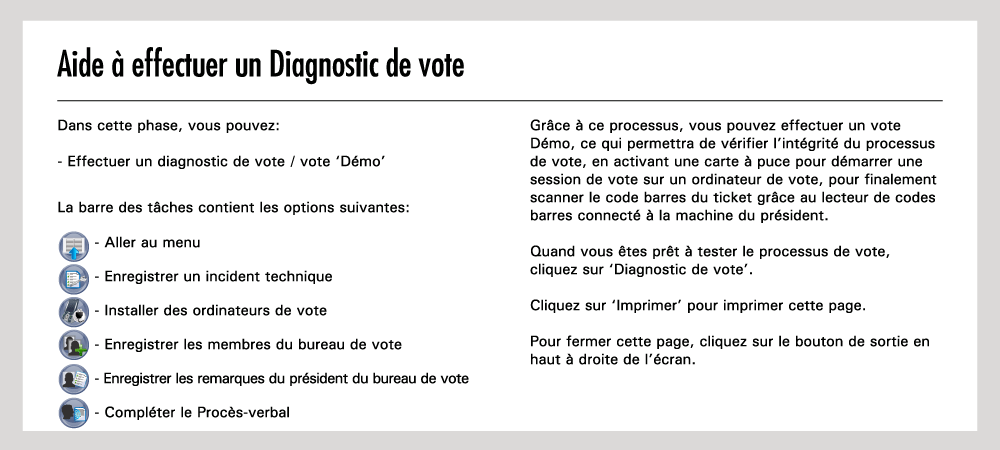 Aide à effectuer un Diagnostic de vote
Dans cette phase, vous pouvez:
- Effectuer un diagnostic de vote / vote ‘Démo’
La barre des tâches contient les options suivantes:
- Aller au menu
- Enregistrer un incident technique
- Installer des ordinateurs de vote
- Enregistrer les membres du bureau de vote
- Enregistrer les remarques du président du bureau de vote
- Compléter le Procès-verbal
Grâce à ce processus, vous pouvez effectuer un vote
Démo, ce qui permettra de vérifier l’intégrité du processus
de vote, en activant une carte à puce pour démarrer une
session de vote sur un ordinateur de vote, pour finalement
scanner le code barres du ticket grâce au lecteur de codes
barres connecté à la machine du président.
Quand vous êtes prêt à tester le processus de vote,
cliquez sur ‘Diagnostic de vote’.
Cliquez sur ‘Imprimer’ pour imprimer cette page.
Pour fermer cette page, cliquez sur le bouton de sortie en
haut à droite de l’écran.